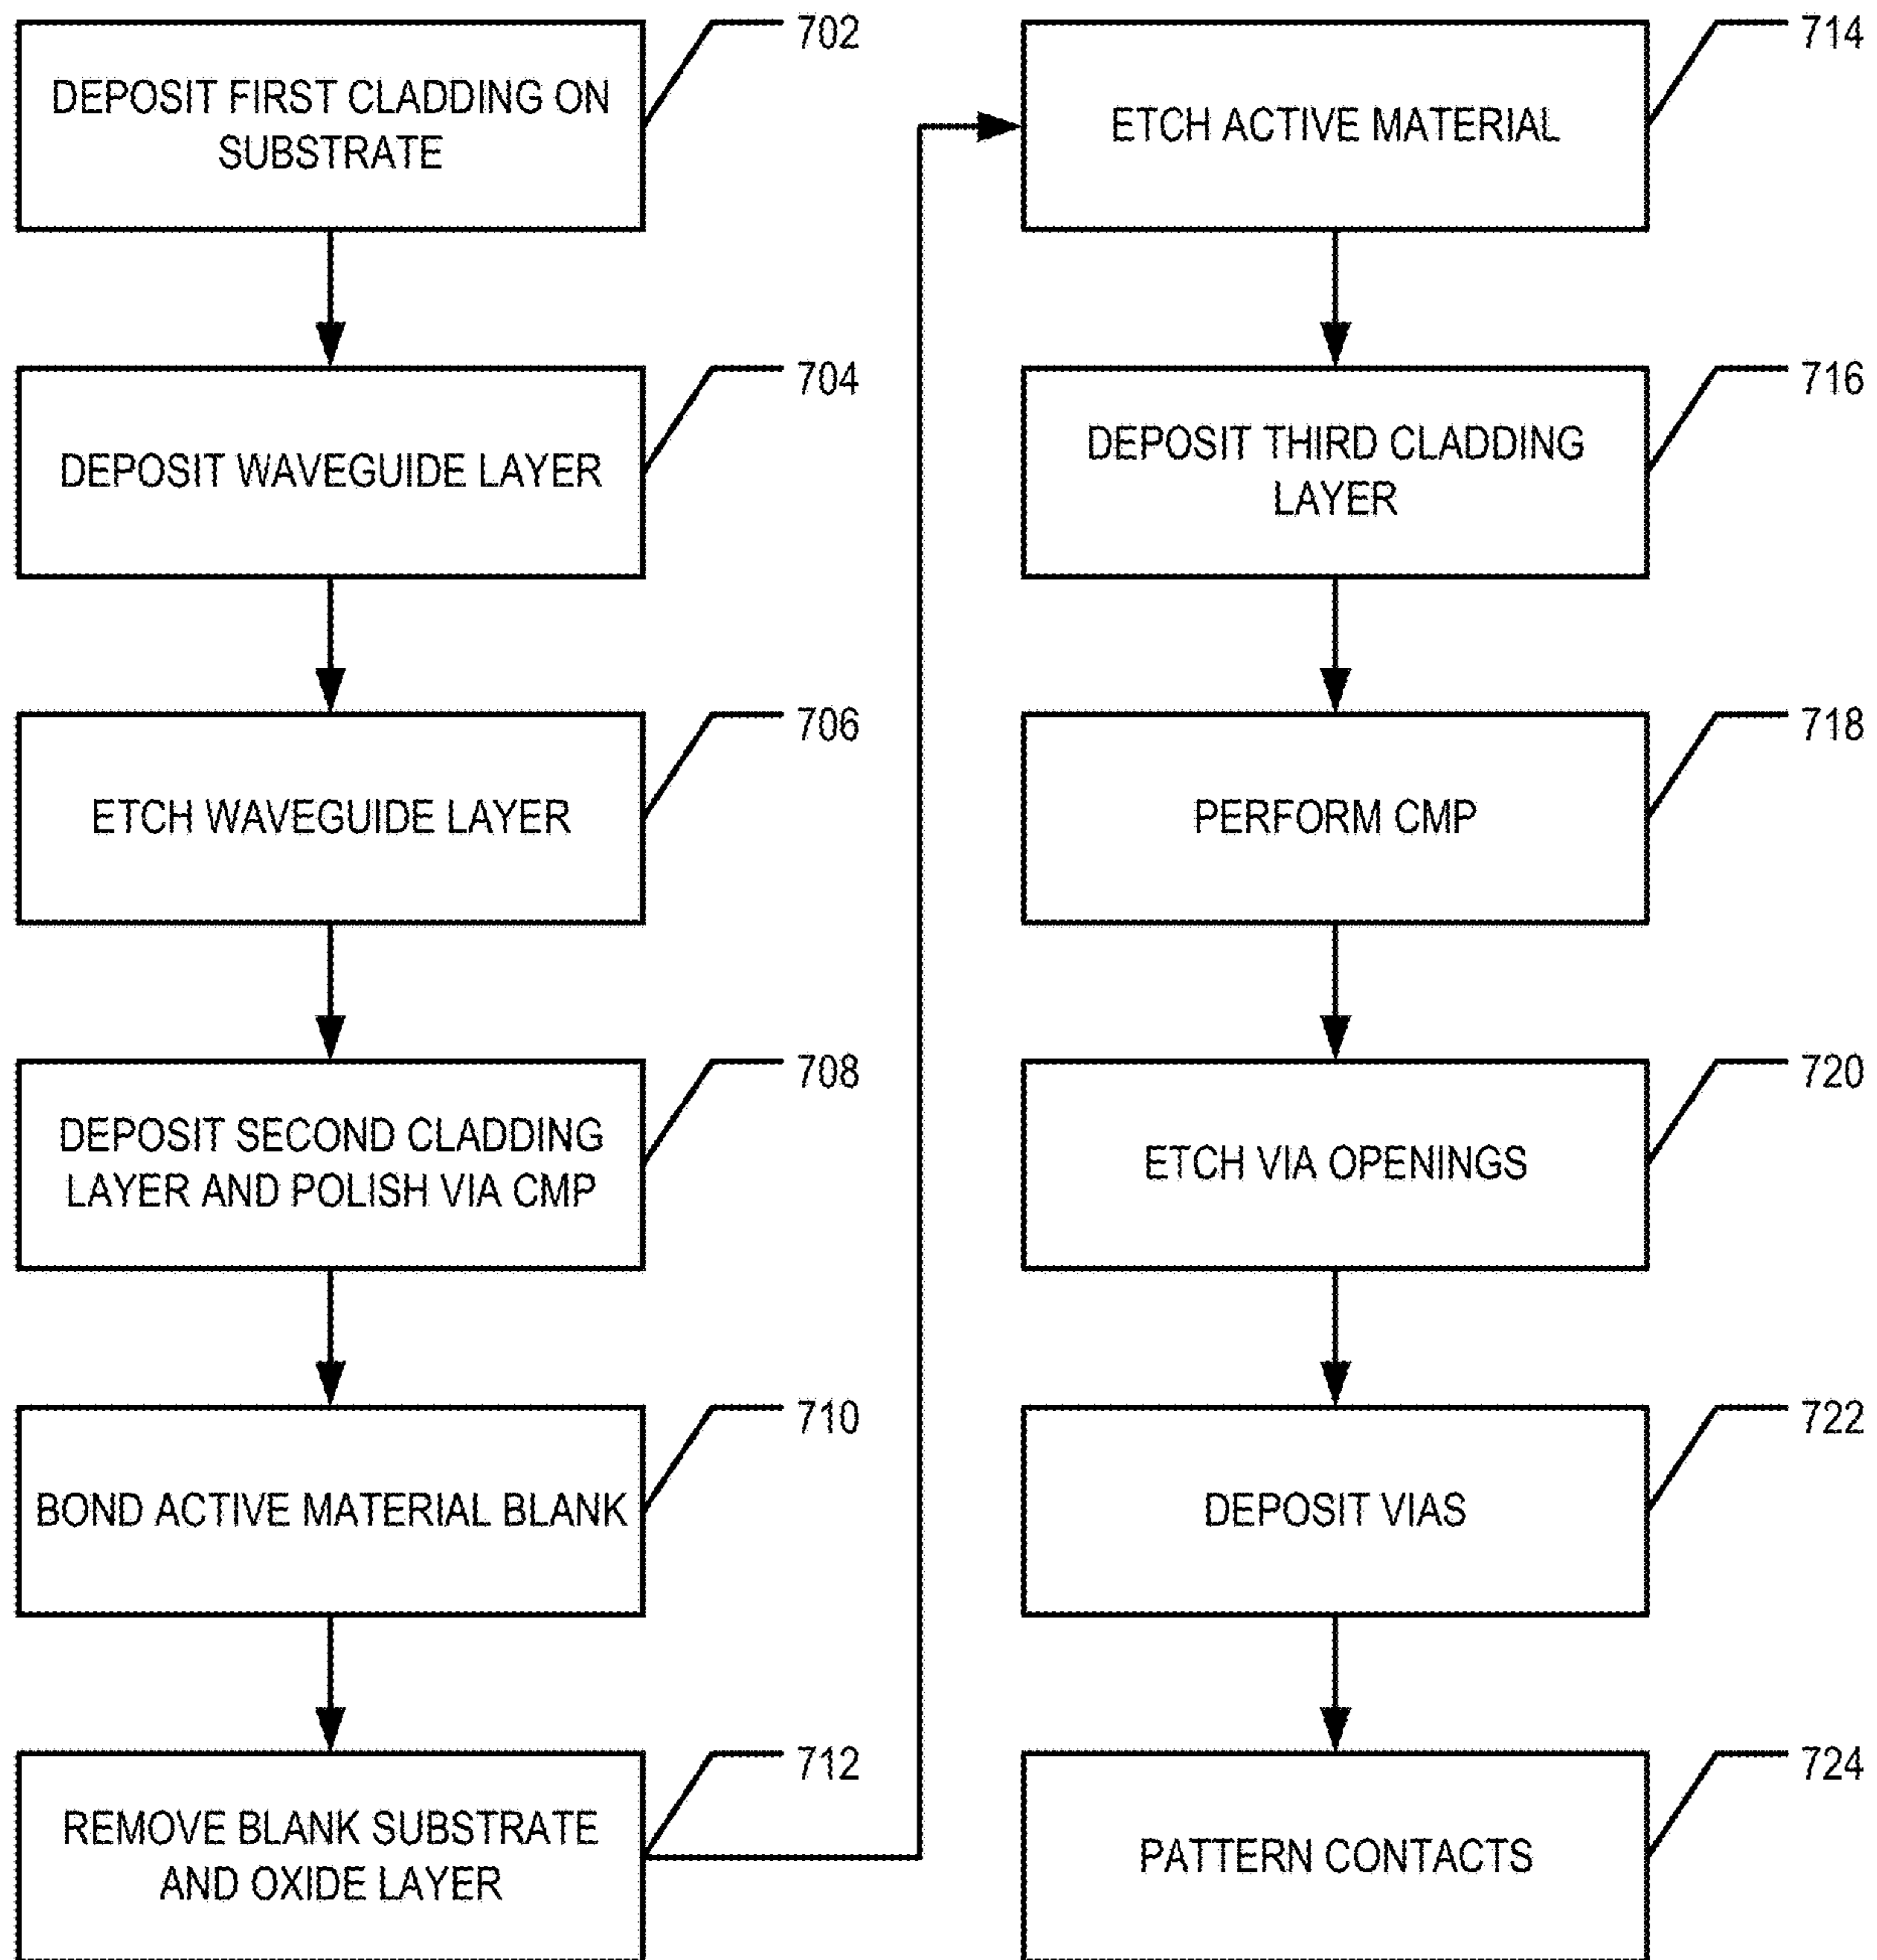 702
DEPOSIT FIRST CLADDING ON
SUBSTRATE
704
DEPOSIT WAVEGUIDE LAYER
706
ETCH WAVEGUIDE LAYER
708
DEPOSIT SECOND CLADDING
LAYER AND POLISH VIA CMP
710
BOND ACTIVE MATERIAL BLANK
712
REMOVE BLANK SUBSTRATE
AND OXIDE LAYER
714
ETCH ACTIVE MATERIAL
716
DEPOSIT THIRD CLADDING
LAYER
718
PERFORM CMP
720
ETCH VIA OPENINGS
722
DEPOSIT VIAS
724
PATTERN CONTACTS